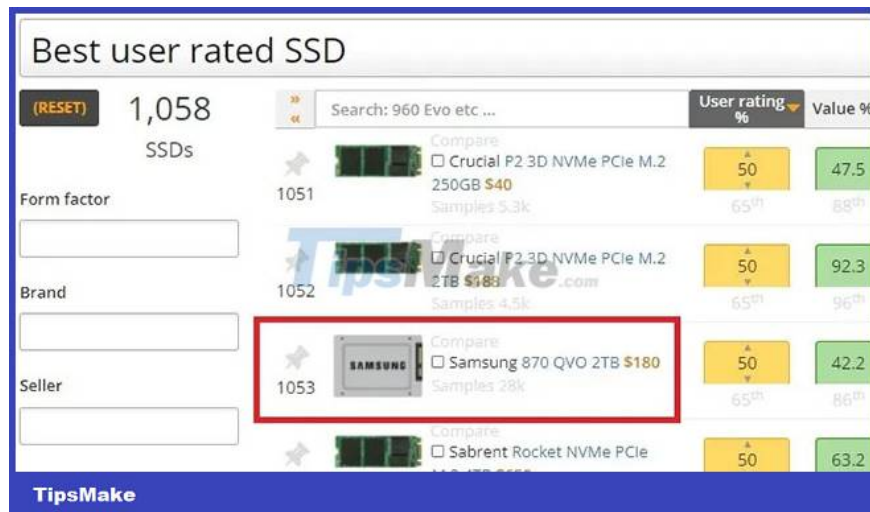 Best user rated SSD
(RESET)
1,058
SSDs
Form factor
Brand
Seller
»
«
Search: 960 Evo etc ...
User rating %
Value %
1051
Compare
Crucial P2 3D NVMe PCIe M.2
250GB $40
Samples 5.3k
50
65th
47.5
88th
1052
Compare
Crucial P2 3D NVMe PCIe M.2
2TB $188
Samples 4.5k
50
65th
92.3
96th
TipsMake.com
1053
SAMSUNG
Compare
Samsung 870 QVO 2TB $180
Samples 28k
50
65th
42.2
86th
Compare
Sabrent Rocket NVMe PCIe
50
63.2
TipsMake